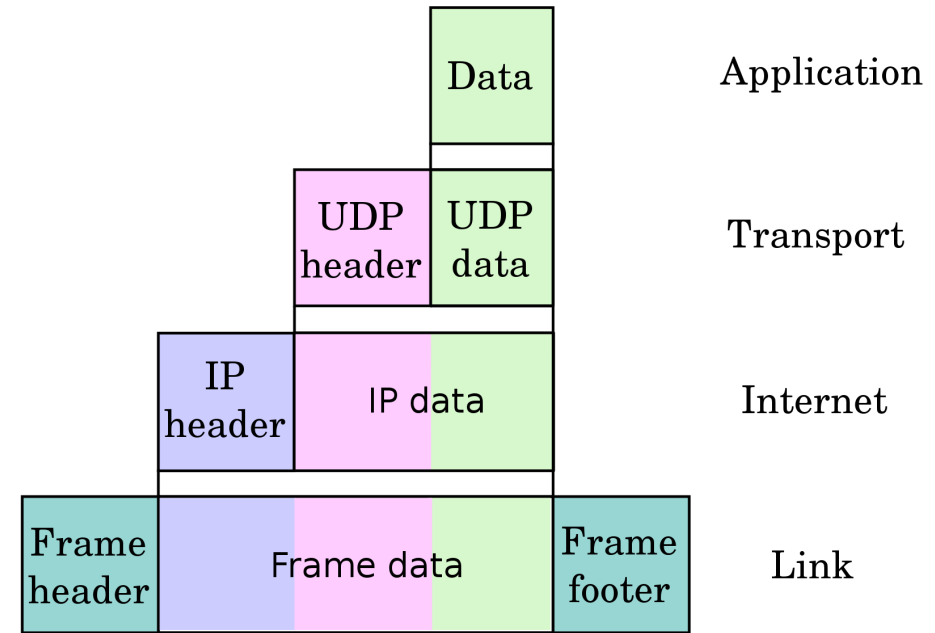 Data
Application
UDP
header
UDP
data
Transport
IP
header
IP data
Internet
Frame
header
Frame data
Frame
footer
Link